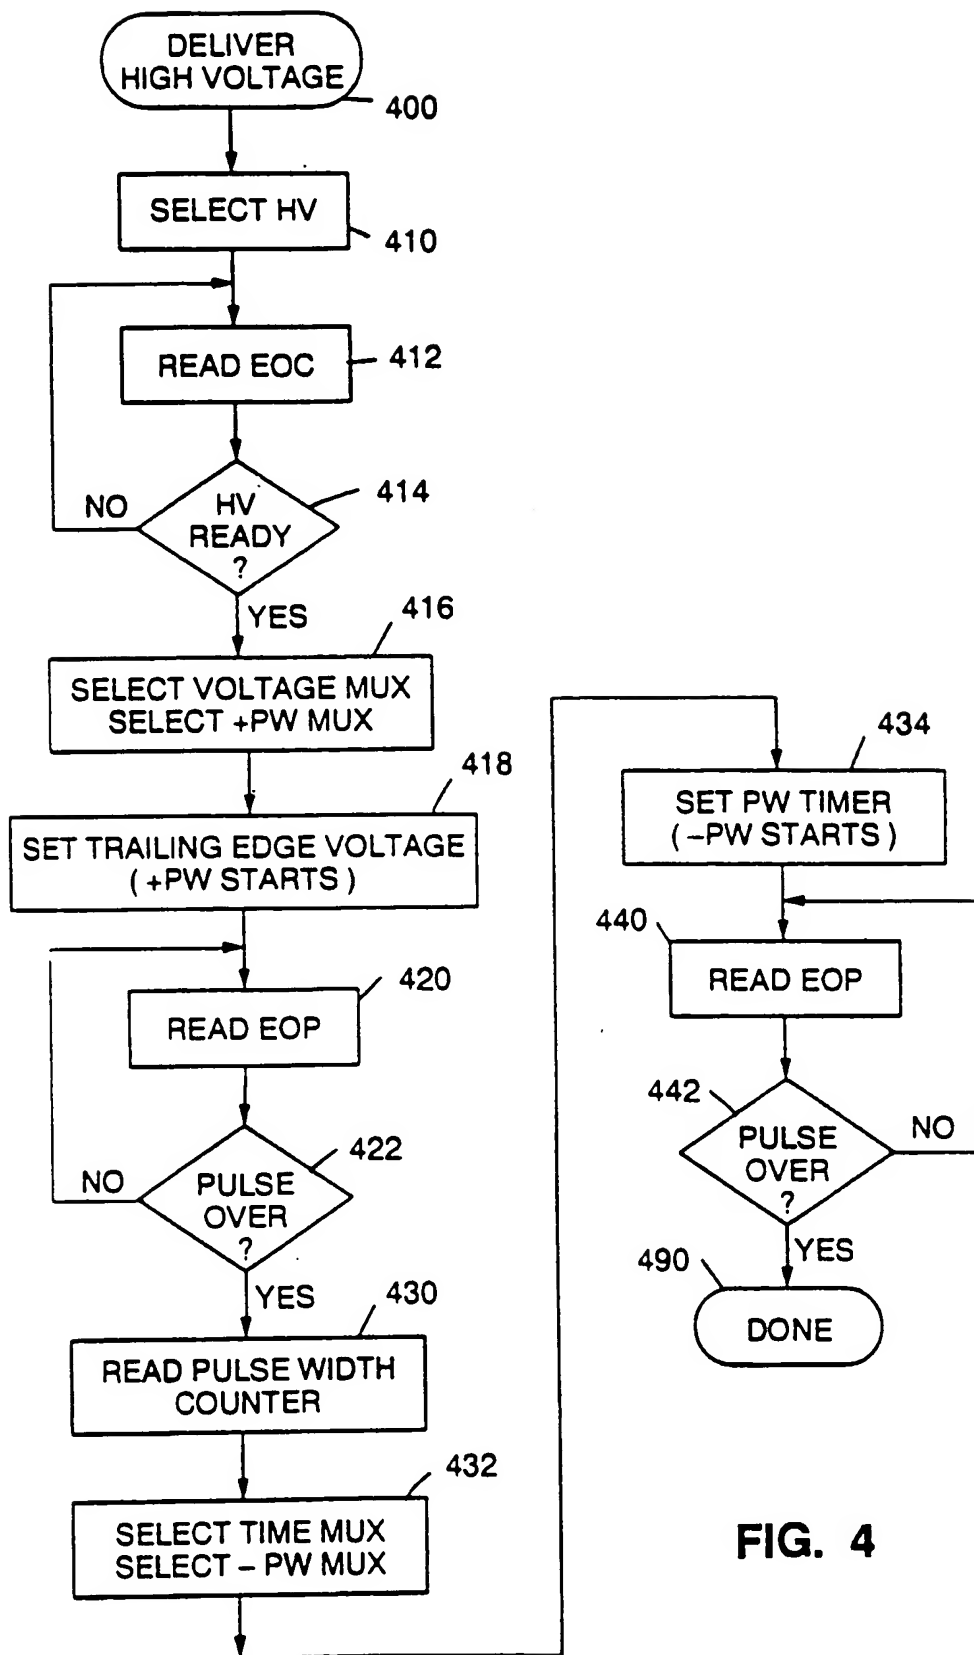 DELIVER
HIGH VOLTAGE
400
SELECT HV
410
READ EOC
412
HV
READY
?
414
NO
YES
416
SELECT VOLTAGE MUX
SELECT +PW MUX
418
SET TRAILING EDGE VOLTAGE
( +PW STARTS )
420
READ EOP
422
PULSE
OVER
?
NO
YES
430
READ PULSE WIDTH
COUNTER
432
SELECT TIME MUX
SELECT – PW MUX
434
SET PW TIMER
( –PW STARTS )
440
READ EOP
442
PULSE
OVER
?
NO
YES
490
DONE
FIG. 4